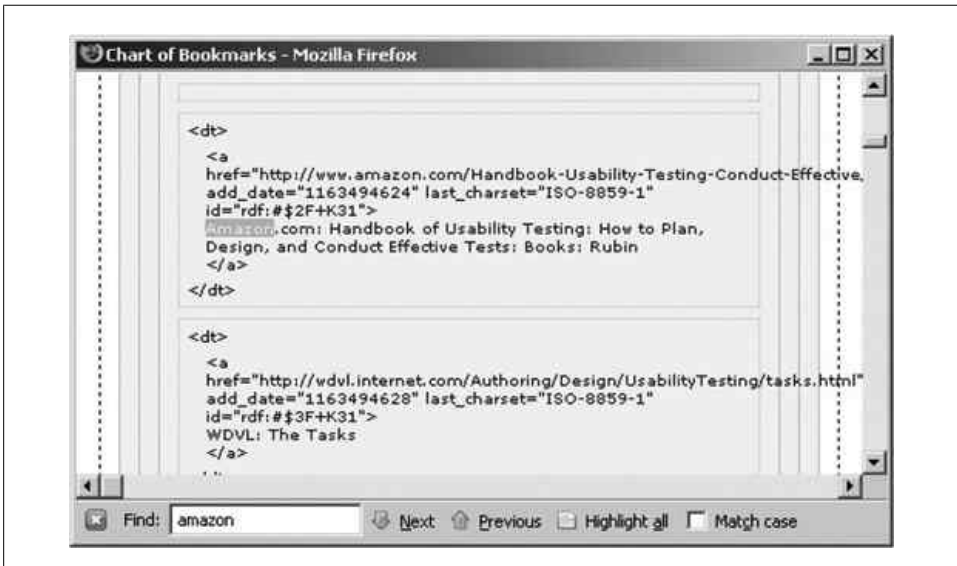 Chart of Bookmarks - Mozilla Firefox
<dt>
<a
href="http://www.amazon.com/Handbook-Usability-Testing-Conduct-Effective,
add_date="1163494624" last_charset="ISO-8859-1"
id="rdf:#$2F+K31">
Amazon.com: Handbook of Usability Testing: How to Plan,
Design, and Conduct Effective Tests: Books: Rubin
</a>
</dt>
<dt>
<a
href="http://wdvl.internet.com/Authoring/Design/UsabilityTesting/tasks.html"
add_date="1163494628" last_charset="ISO-8859-1"
id="rdf:#$3F+K31">
WDVL: The Tasks
</a>
Find: amazon Next Previous Highlight all Match case